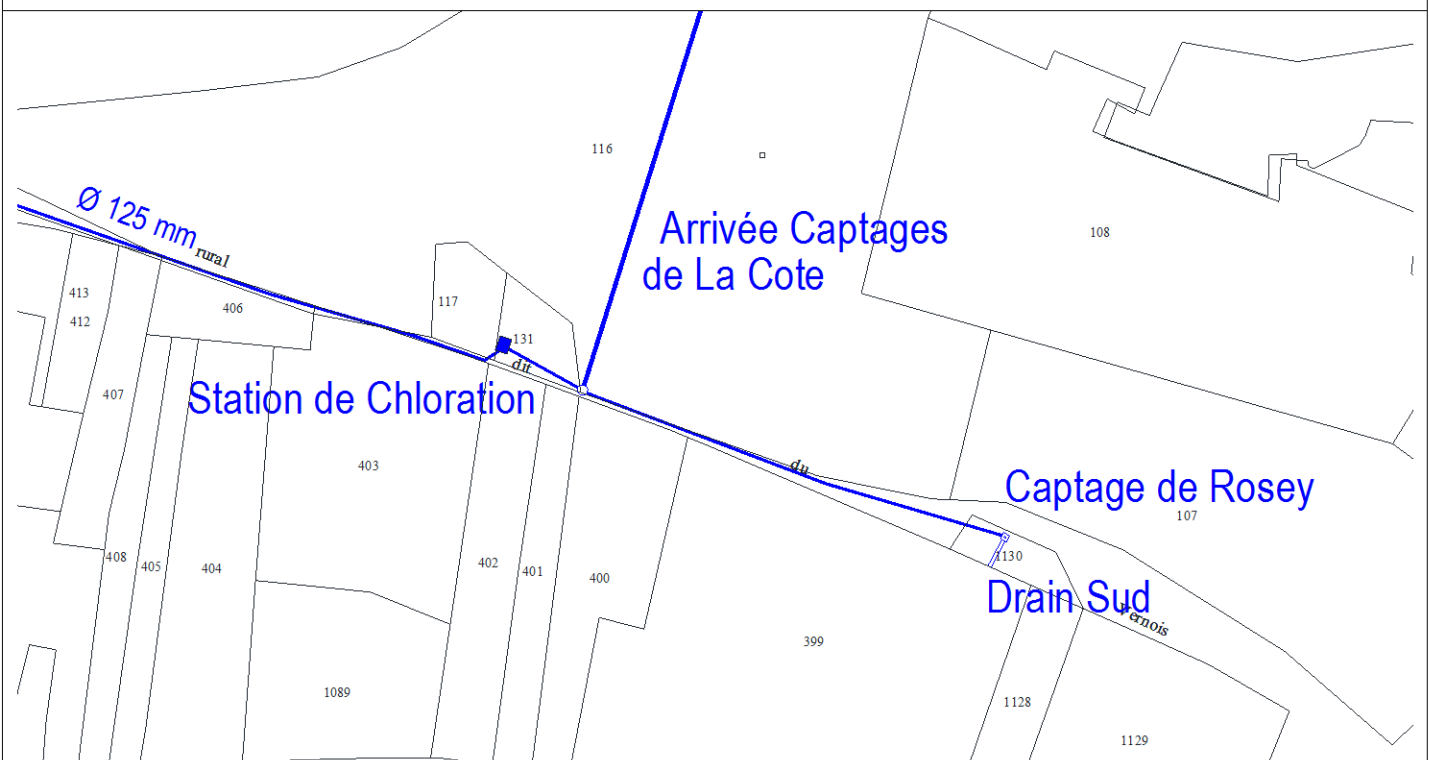 116
Ø 125 mm
rural
Arrivée Captages
de La Cote
108
413
412
406
117
131
dit
407
Station de Chloration
403
du
Captage de Rosey
107
408
405
404
402
401
400
1130
Drain Sud
Vernois
399
1089
1128
1129